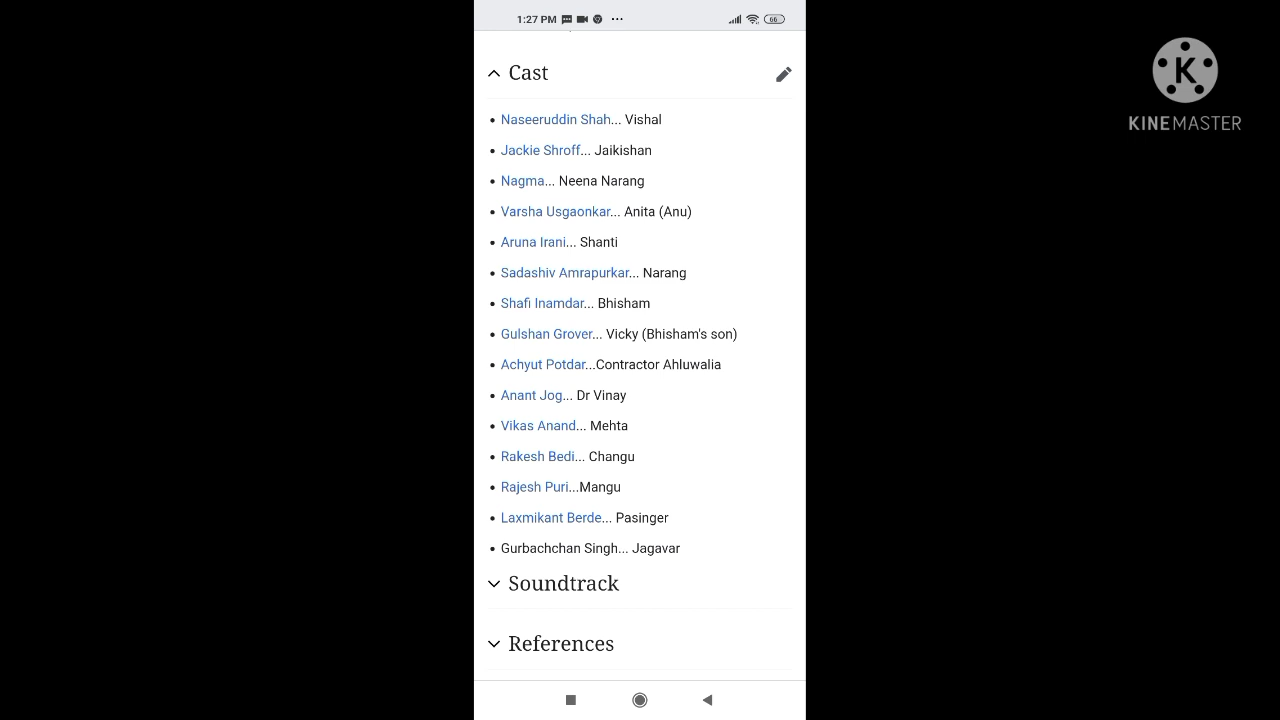 1:27 PM
66
Cast
Naseeruddin Shah... Vishal
Jackie Shroff... Jaikishan
Nagma... Neena Narang
Varsha Usgaonkar... Anita (Anu)
Aruna Irani... Shanti
Sadashiv Amrapurkar... Narang
Shafi Inamdar... Bhisham
Gulshan Grover... Vicky (Bhisham's son)
Achyut Potdar...Contractor Ahluwalia
Anant Jog... Dr Vinay
Vikas Anand... Mehta
Rakesh Bedi... Changu
Rajesh Puri...Mangu
Laxmikant Berde... Pasinger
Gurbachchan Singh... Jagavar
Soundtrack
References
K
KINEMASTER